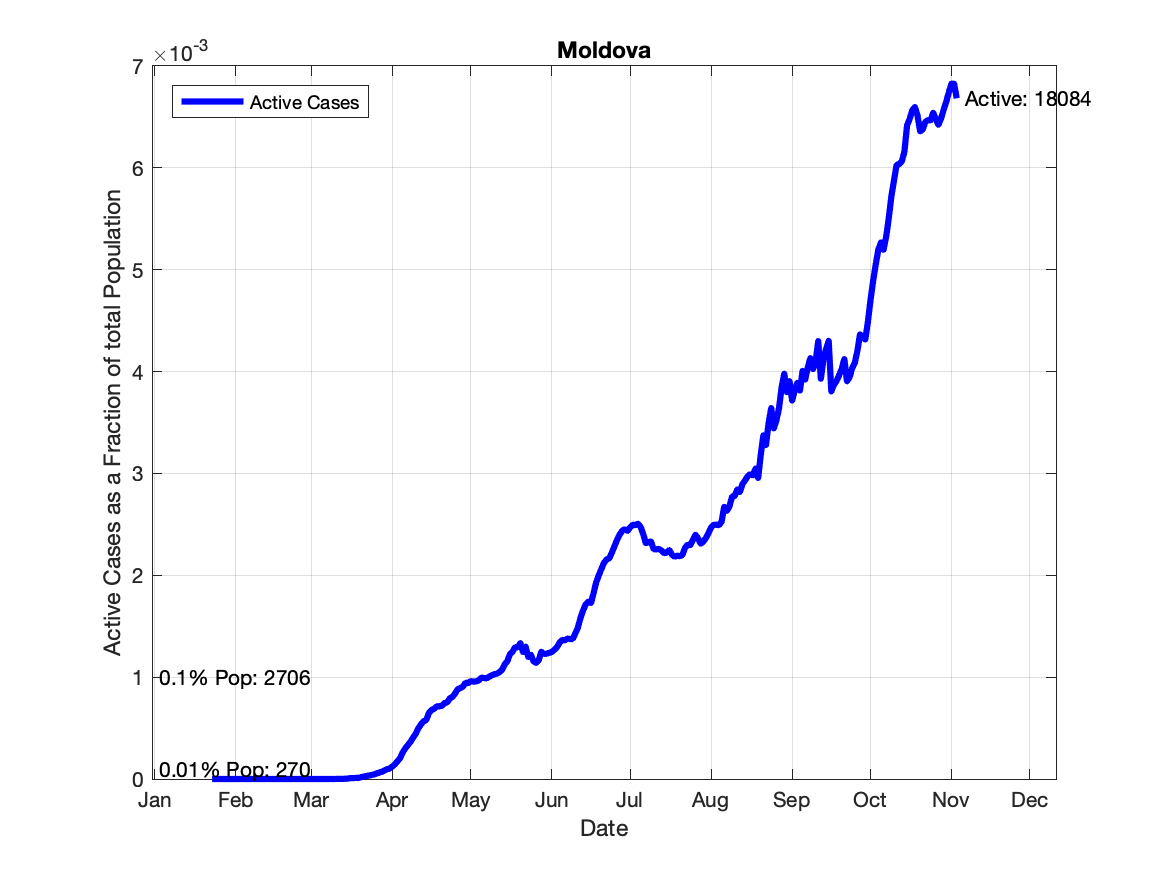 Moldova
×10-3
7
Active Cases
Active: 18084
6
5
4
3
2
1
0
0.1% Pop: 2706
0.01% Pop: 270
Active Cases as a Fraction of total Population
Jan Feb Mar Apr May Jun Jul Aug Sep Oct Nov Dec
Date